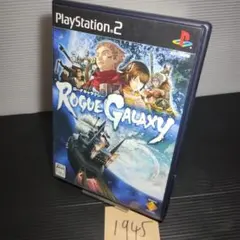 PlayStation.2
ROGUE GALAXY
1945